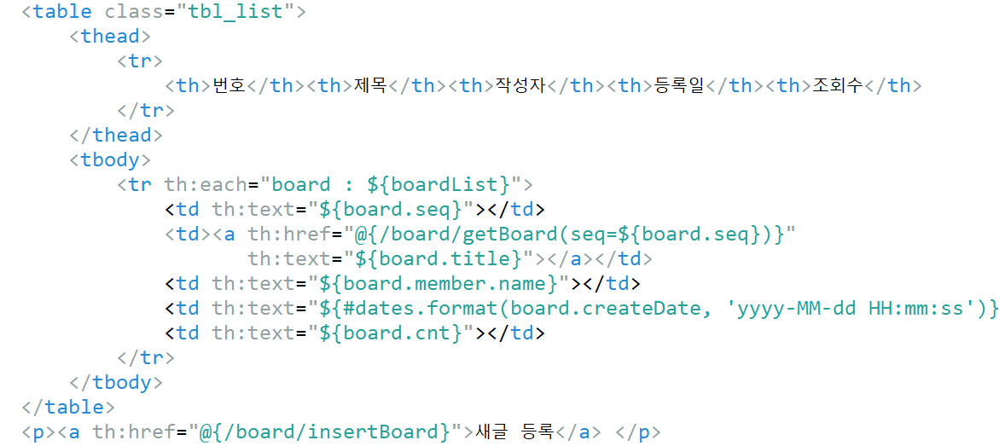 <table class="tbl_list">
    <thead>
        <tr>
            <th>번호</th><th>제목</th><th>작성자</th><th>등록일</th><th>조회수</th>
        </tr>
    </thead>
    <tbody>
        <tr th:each="board : ${boardList}">
            <td th:text="${board.seq}"></td>
            <td><a th:href="@{/board/getBoard(seq=${board.seq})}"
                   th:text="${board.title}"></a></td>
            <td th:text="${board.member.name}"></td>
            <td th:text="${#dates.format(board.createDate, 'yyyy-MM-dd HH:mm:ss')}
            <td th:text="${board.cnt}"></td>
        </tr>
    </tbody>
</table>
<p><a th:href="@{/board/insertBoard}">새글 등록</a> </p>